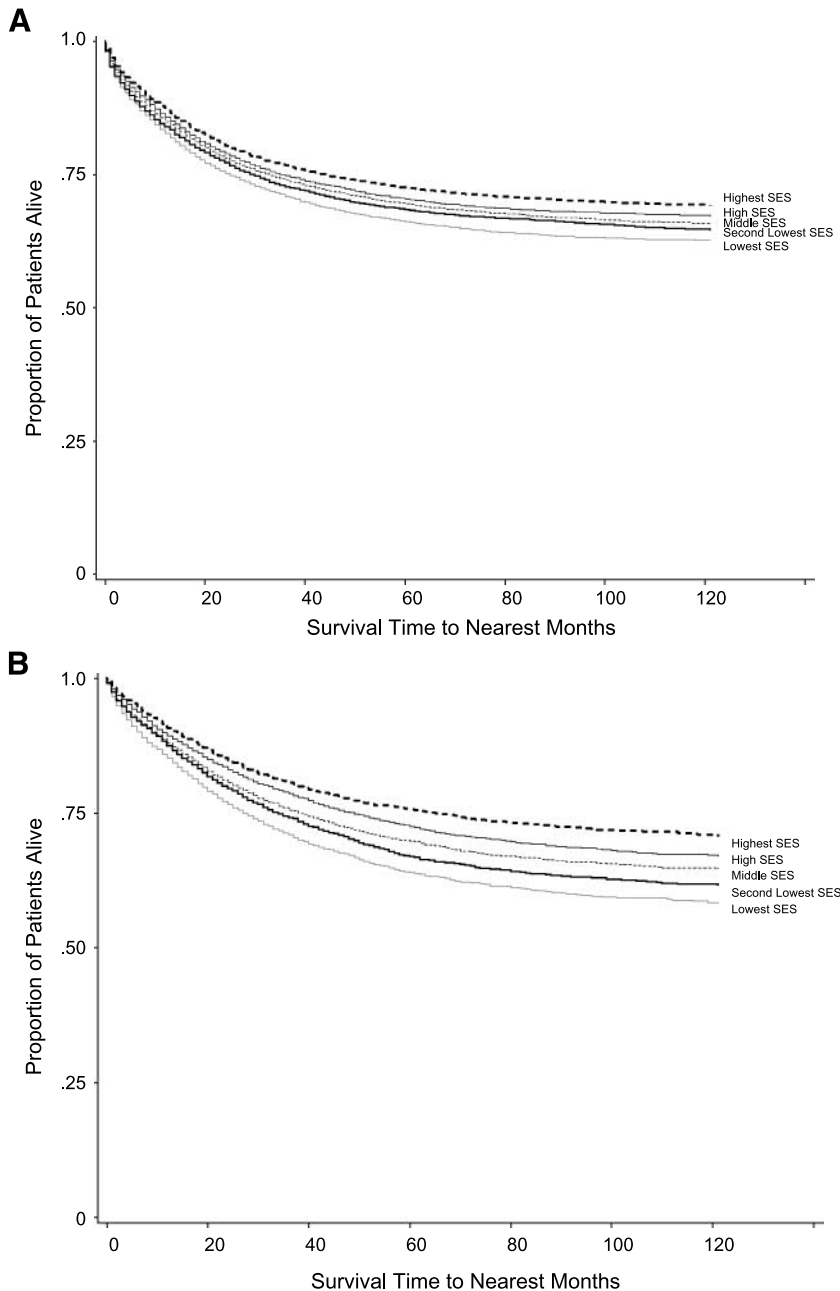 A
1.0
.75
.50
.25
0
Proportion of Patients Alive
Highest SES
High SES
Middle SES
Second Lowest SES
Lowest SES
0 20 40 60 80 100 120
Survival Time to Nearest Months
B
1.0
.75
.50
.25
0
Proportion of Patients Alive
Highest SES
High SES
Middle SES
Second Lowest SES
Lowest SES
0 20 40 60 80 100 120
Survival Time to Nearest Months